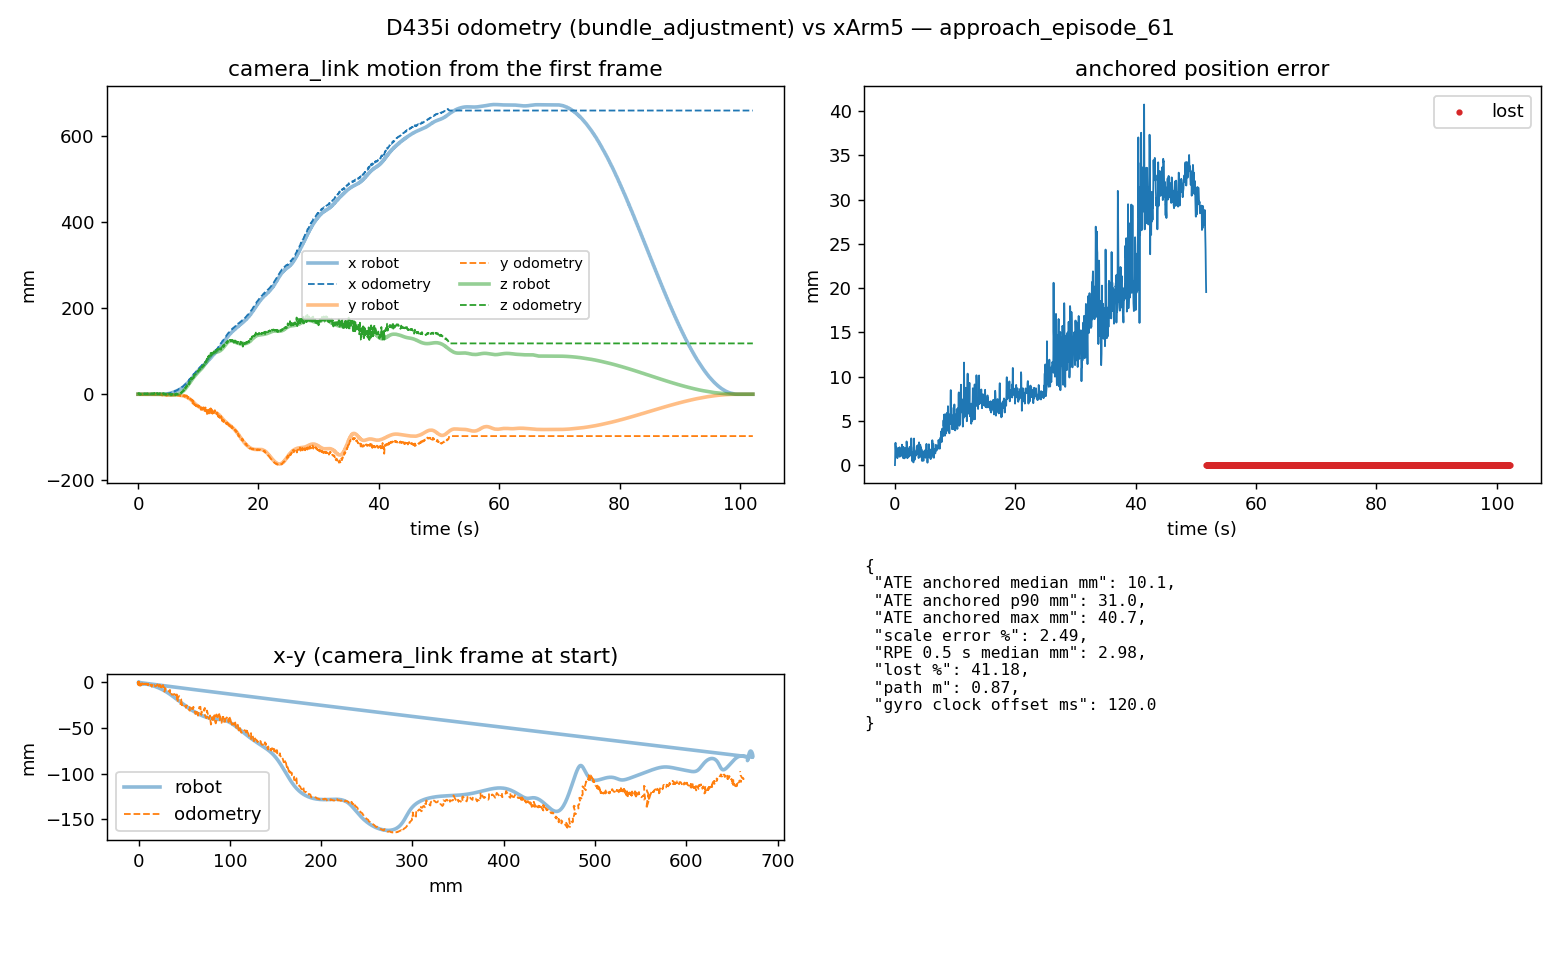 D435i odometry (bundle_adjustment) vs xArm5 — approach_episode_61
camera_link motion from the first frame
600
400
200
0
−200
mm
0 20 40 60 80 100
time (s)
x robot
x odometry
y robot
y odometry
z robot
z odometry
anchored position error
40
35
30
25
20
15
10
5
0
mm
0 20 40 60 80 100
time (s)
lost
x-y (camera_link frame at start)
0
−50
−100
−150
mm
0 100 200 300 400 500 600 700
mm
robot
odometry
{
"ATE anchored median mm": 10.1,
"ATE anchored p90 mm": 31.0,
"ATE anchored max mm": 40.7,
"scale error %": 2.49,
"RPE 0.5 s median mm": 2.98,
"lost %": 41.18,
"path m": 0.87,
"gyro clock offset ms": 120.0
}